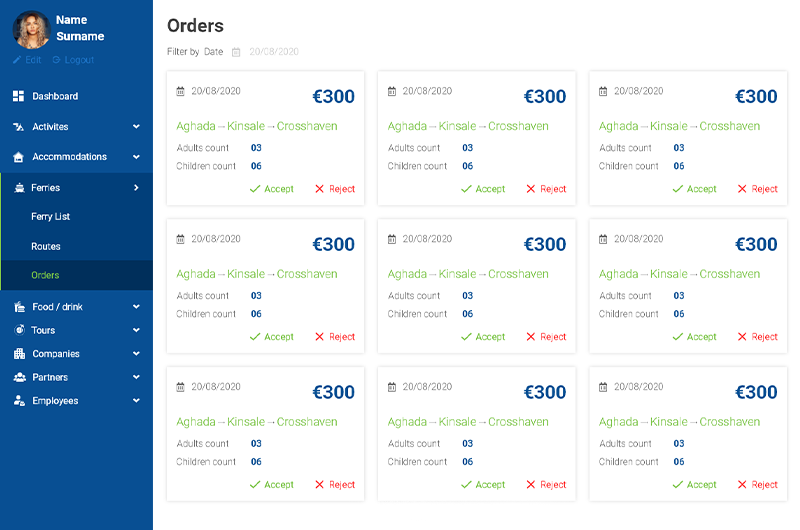 Name
Surname
Edit Logout
Dashboard
Activites
Accommodations
Ferries
Ferry List
Routes
Orders
Food / drink
Tours
Companies
Partners
Employees
Orders
Filter by Date 20/08/2020
20/08/2020
€300
Aghada → Kinsale → Crosshaven
Adults count 03
Children count 06
Accept Reject
20/08/2020
€300
Aghada → Kinsale → Crosshaven
Adults count 03
Children count 06
Accept Reject
20/08/2020
€300
Aghada → Kinsale → Crosshaven
Adults count 03
Children count 06
Accept Reject
20/08/2020
€300
Aghada → Kinsale → Crosshaven
Adults count 03
Children count 06
Accept Reject
20/08/2020
€300
Aghada → Kinsale → Crosshaven
Adults count 03
Children count 06
Accept Reject
20/08/2020
€300
Aghada → Kinsale → Crosshaven
Adults count 03
Children count 06
Accept Reject
20/08/2020
€300
Aghada → Kinsale → Crosshaven
Adults count 03
Children count 06
Accept Reject
20/08/2020
€300
Aghada → Kinsale → Crosshaven
Adults count 03
Children count 06
Accept Reject
20/08/2020
€300
Aghada → Kinsale → Crosshaven
Adults count 03
Children count 06
Accept Reject